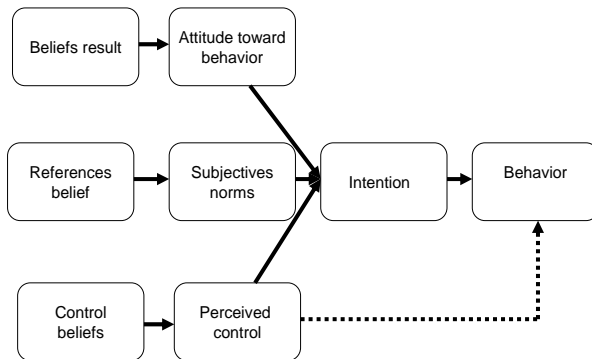 Beliefs result
Attitude toward
behavior
References
belief
Subjectives
norms
Intention
Behavior
Control
beliefs
Perceived
control